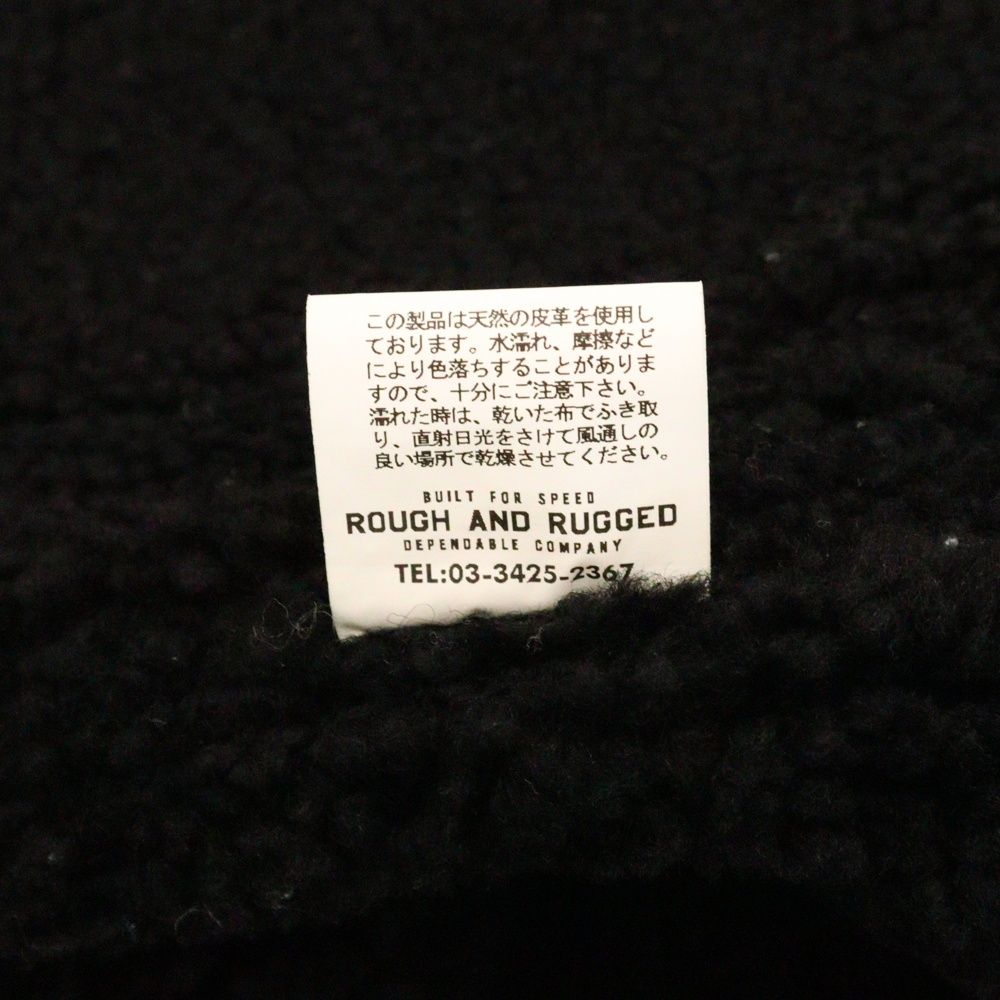 この製品は天然の皮革を使用し
ております。水濡れ、摩擦など
により色落ちすることがありま
すので、十分にご注意下さい。
濡れた時は、乾いた布でふき取
り、直射日光をさけて風通しの
良い場所で乾燥させてください。
BUILT FOR SPEED
ROUGH AND RUGGED
DEPENDABLE COMPANY
TEL:03-3425-2367